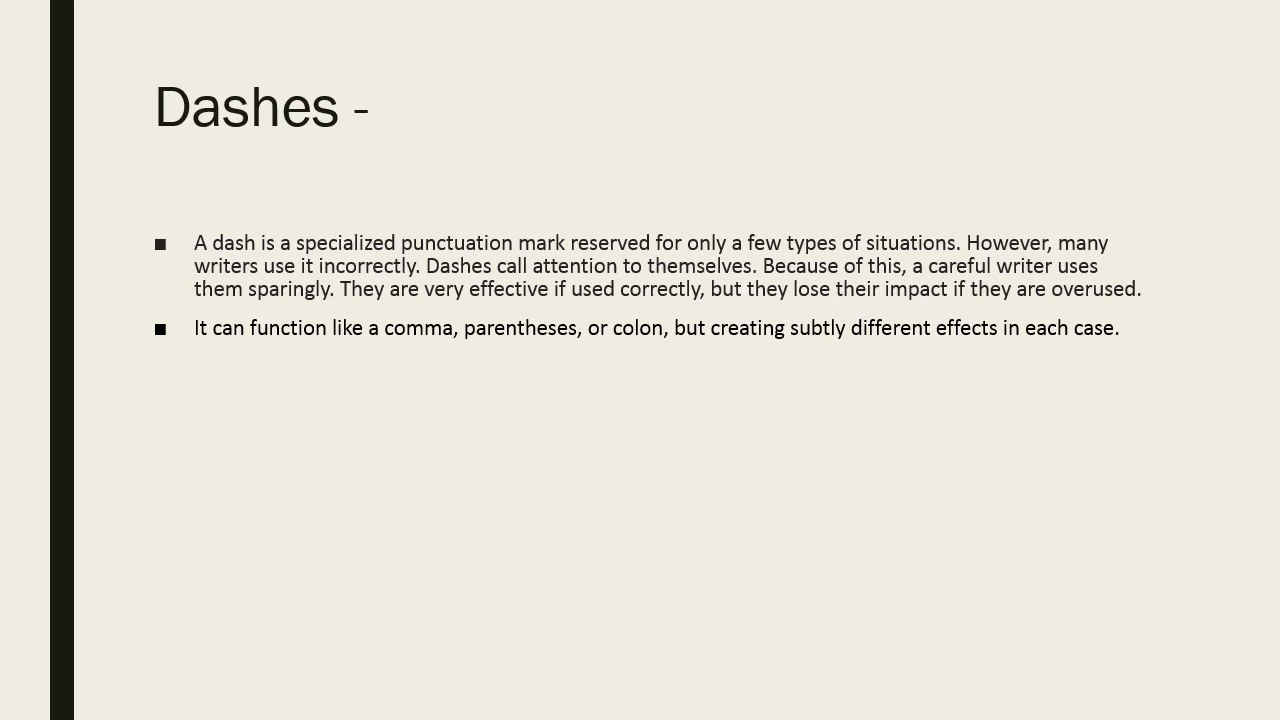 Dashes -
■ A dash is a specialized punctuation mark reserved for only a few types of situations. However, many
writers use it incorrectly. Dashes call attention to themselves. Because of this, a careful writer uses
them sparingly. They are very effective if used correctly, but they lose their impact if they are overused.
■ It can function like a comma, parentheses, or colon, but creating subtly different effects in each case.